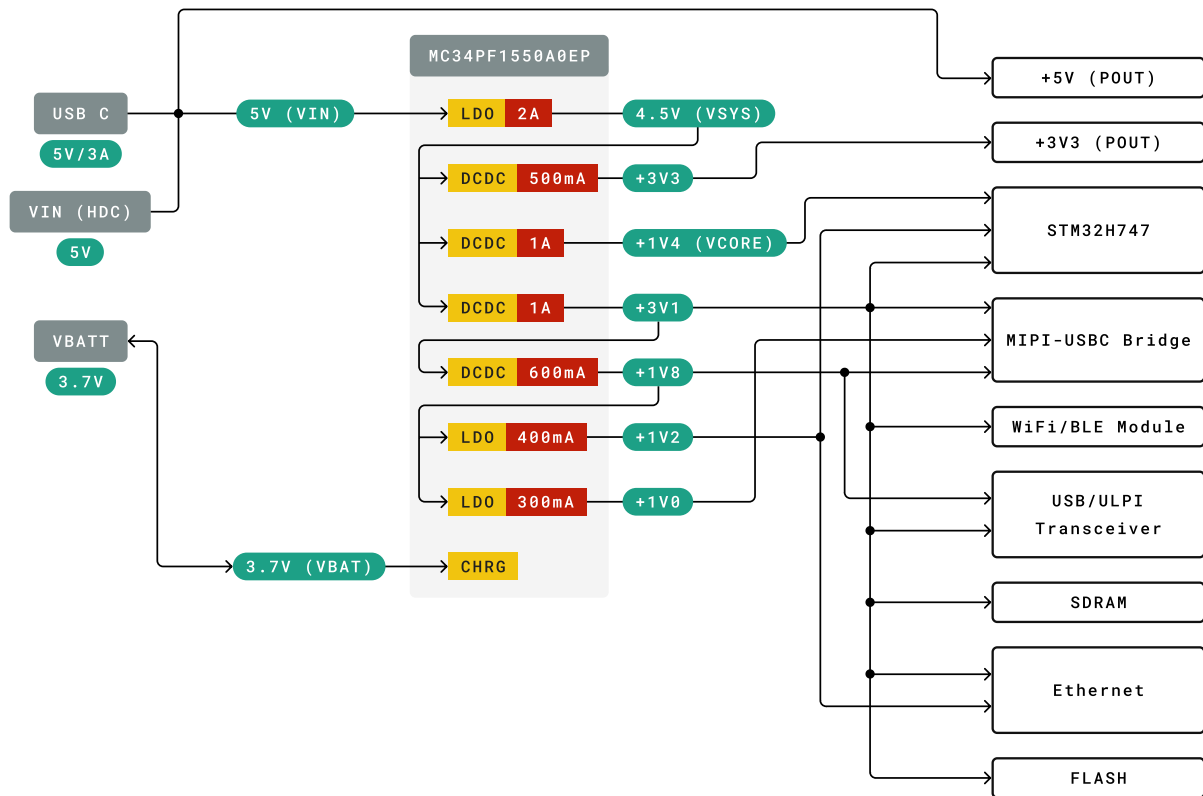 MC34PF1550A0EP
USB C
5V/3A
VIN (HDC)
5V
VBATT
3.7V
5V (VIN)
LDO 2A
4.5V (VSYS)
DCDC 500mA
+3V3
DCDC 1A
+1V4 (VCORE)
DCDC 1A
+3V1
DCDC 600mA
+1V8
LDO 400mA
+1V2
LDO 300mA
+1V0
3.7V (VBAT)
CHRG
+5V (POUT)
+3V3 (POUT)
STM32H747
MIPI-USBC Bridge
WiFi/BLE Module
USB/ULPI
Transceiver
SDRAM
Ethernet
FLASH